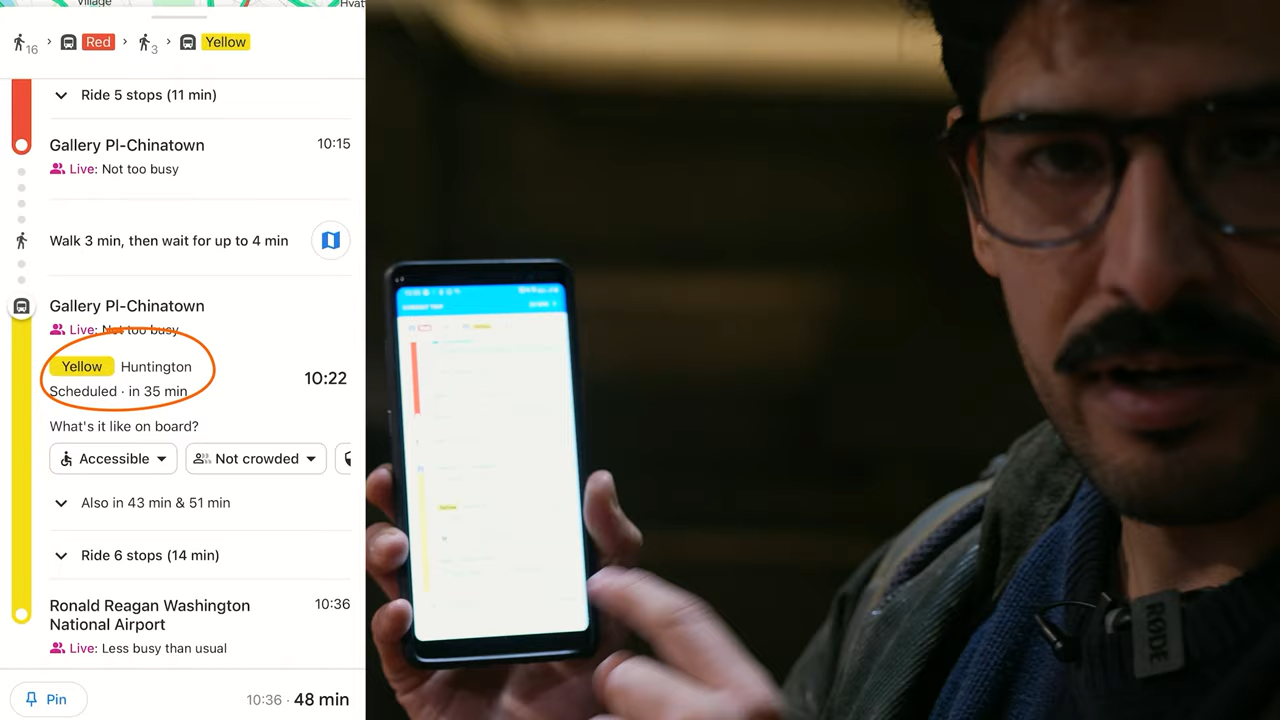 Village
Hyatt
16 Red 3 Yellow
Ride 5 stops (11 min)
Gallery Pl-Chinatown 10:15
Live: Not too busy
Walk 3 min, then wait for up to 4 min
Gallery Pl-Chinatown
Live: Not too busy
Yellow Huntington
Scheduled · in 35 min
10:22
What's it like on board?
Accessible Not crowded
Also in 43 min & 51 min
Ride 6 stops (14 min)
Ronald Reagan Washington 10:36
National Airport
Live: Less busy than usual
Pin 10:36 · 48 min
RØDE